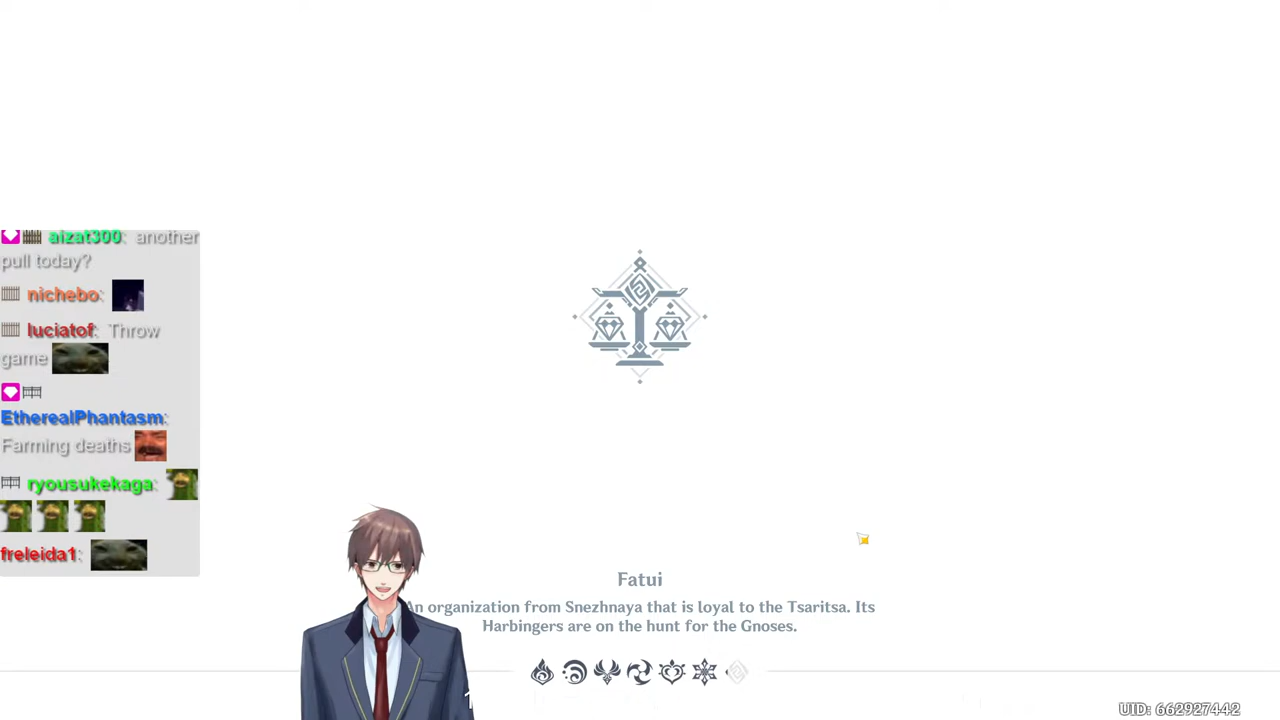 aizat300: another
pull today?
nichebo:
luciatof: Throw
game
EtherealPhantasm:
Farming deaths
ryousukekaga:
freleida1:
Fatui
An organization from Snezhnaya that is loyal to the Tsaritsa. Its
Harbingers are on the hunt for the Gnoses.
UID: 662927442